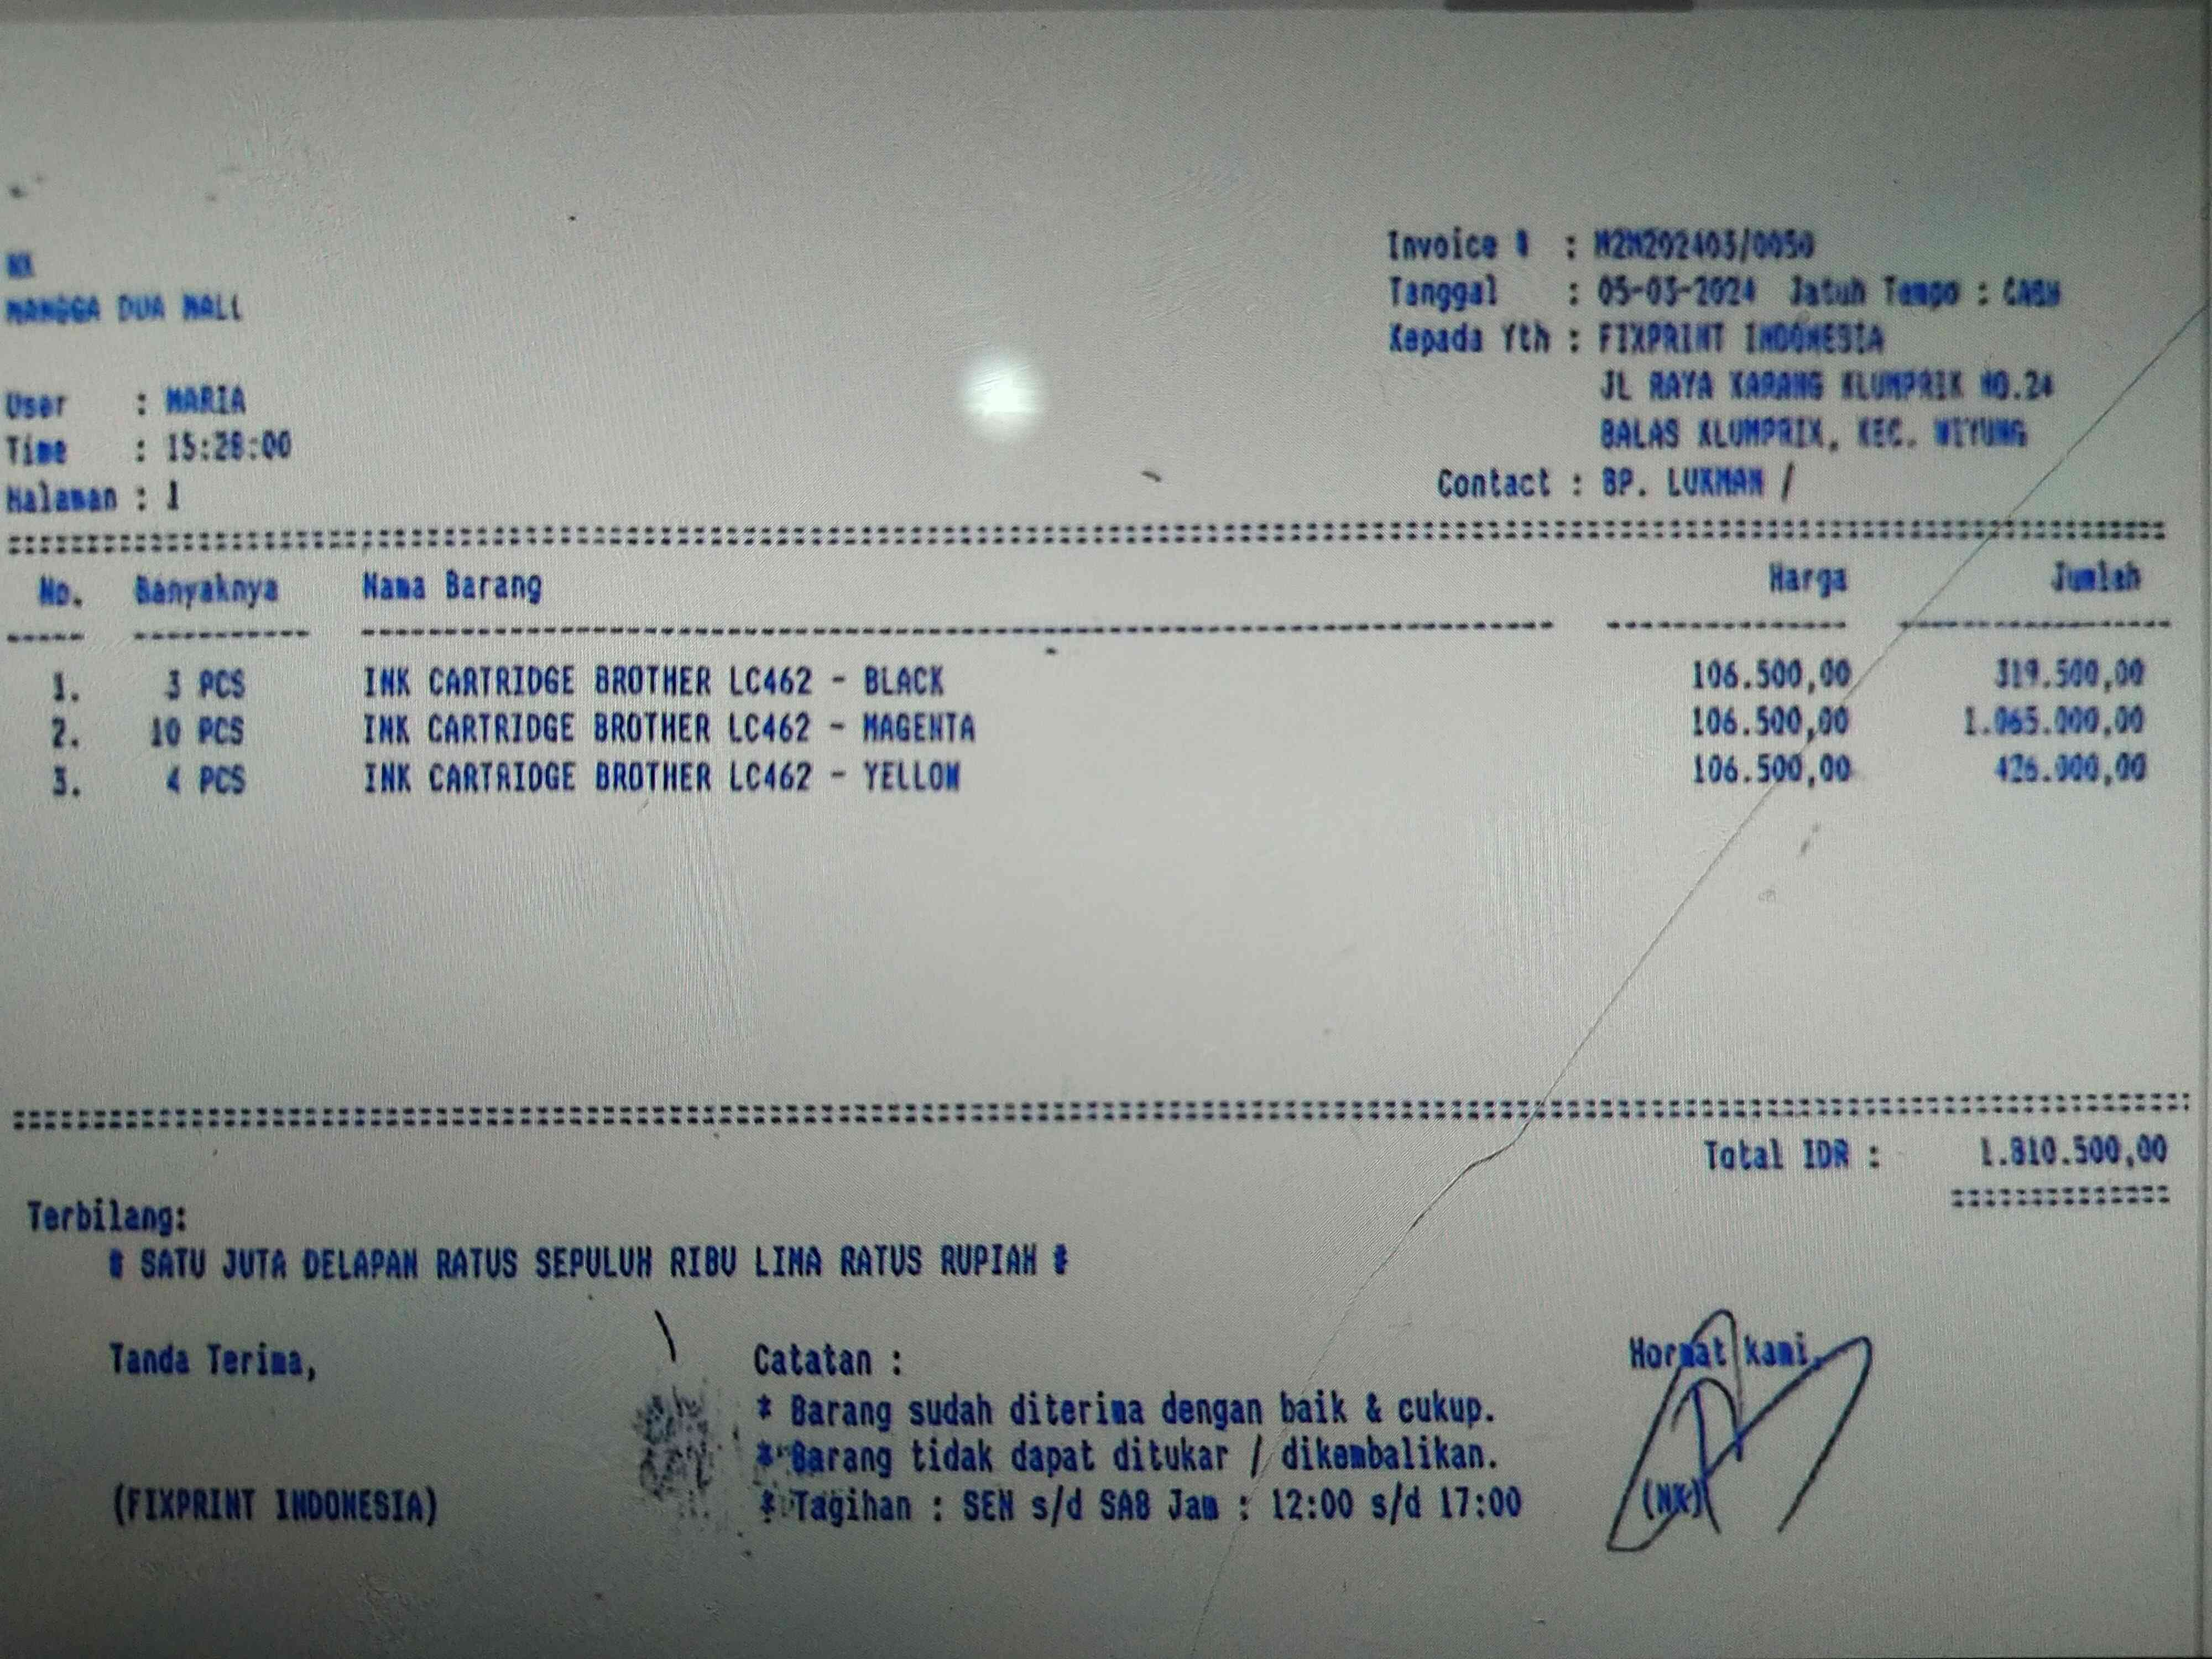 NK
MANGGA DUA MALL
User : MARIA
Time : 15:28:00
Halaman : 1
Invoice # : M2M202403/0050
Tanggal : 05-03-2024 Jatuh Tempo : CASH
Kepada Yth : FIXPRINT INDONESIA
JL RAYA KARANG KLUMPRIK NO.24
BALAS KLUMPRIK, KEC. WIYUNG
Contact : BP. LUKMAN /
No. Banyaknya Nama Barang Harga Jumlah
1. 3 PCS INK CARTRIDGE BROTHER LC462 - BLACK 106.500,00 319.500,00
2. 10 PCS INK CARTRIDGE BROTHER LC462 - MAGENTA 106.500,00 1.065.000,00
3. 4 PCS INK CARTRIDGE BROTHER LC462 - YELLOW 106.500,00 426.000,00
Total IDR : 1.810.500,00
Terbilang:
# SATU JUTA DELAPAN RATUS SEPULUH RIBU LIMA RATUS RUPIAH #
Tanda Terima,
(FIXPRINT INDONESIA)
Catatan :
* Barang sudah diterima dengan baik & cukup.
* Barang tidak dapat ditukar / dikembalikan.
* Tagihan : SEN s/d SAB Jam : 12:00 s/d 17:00
Hormat kami,
(NK)